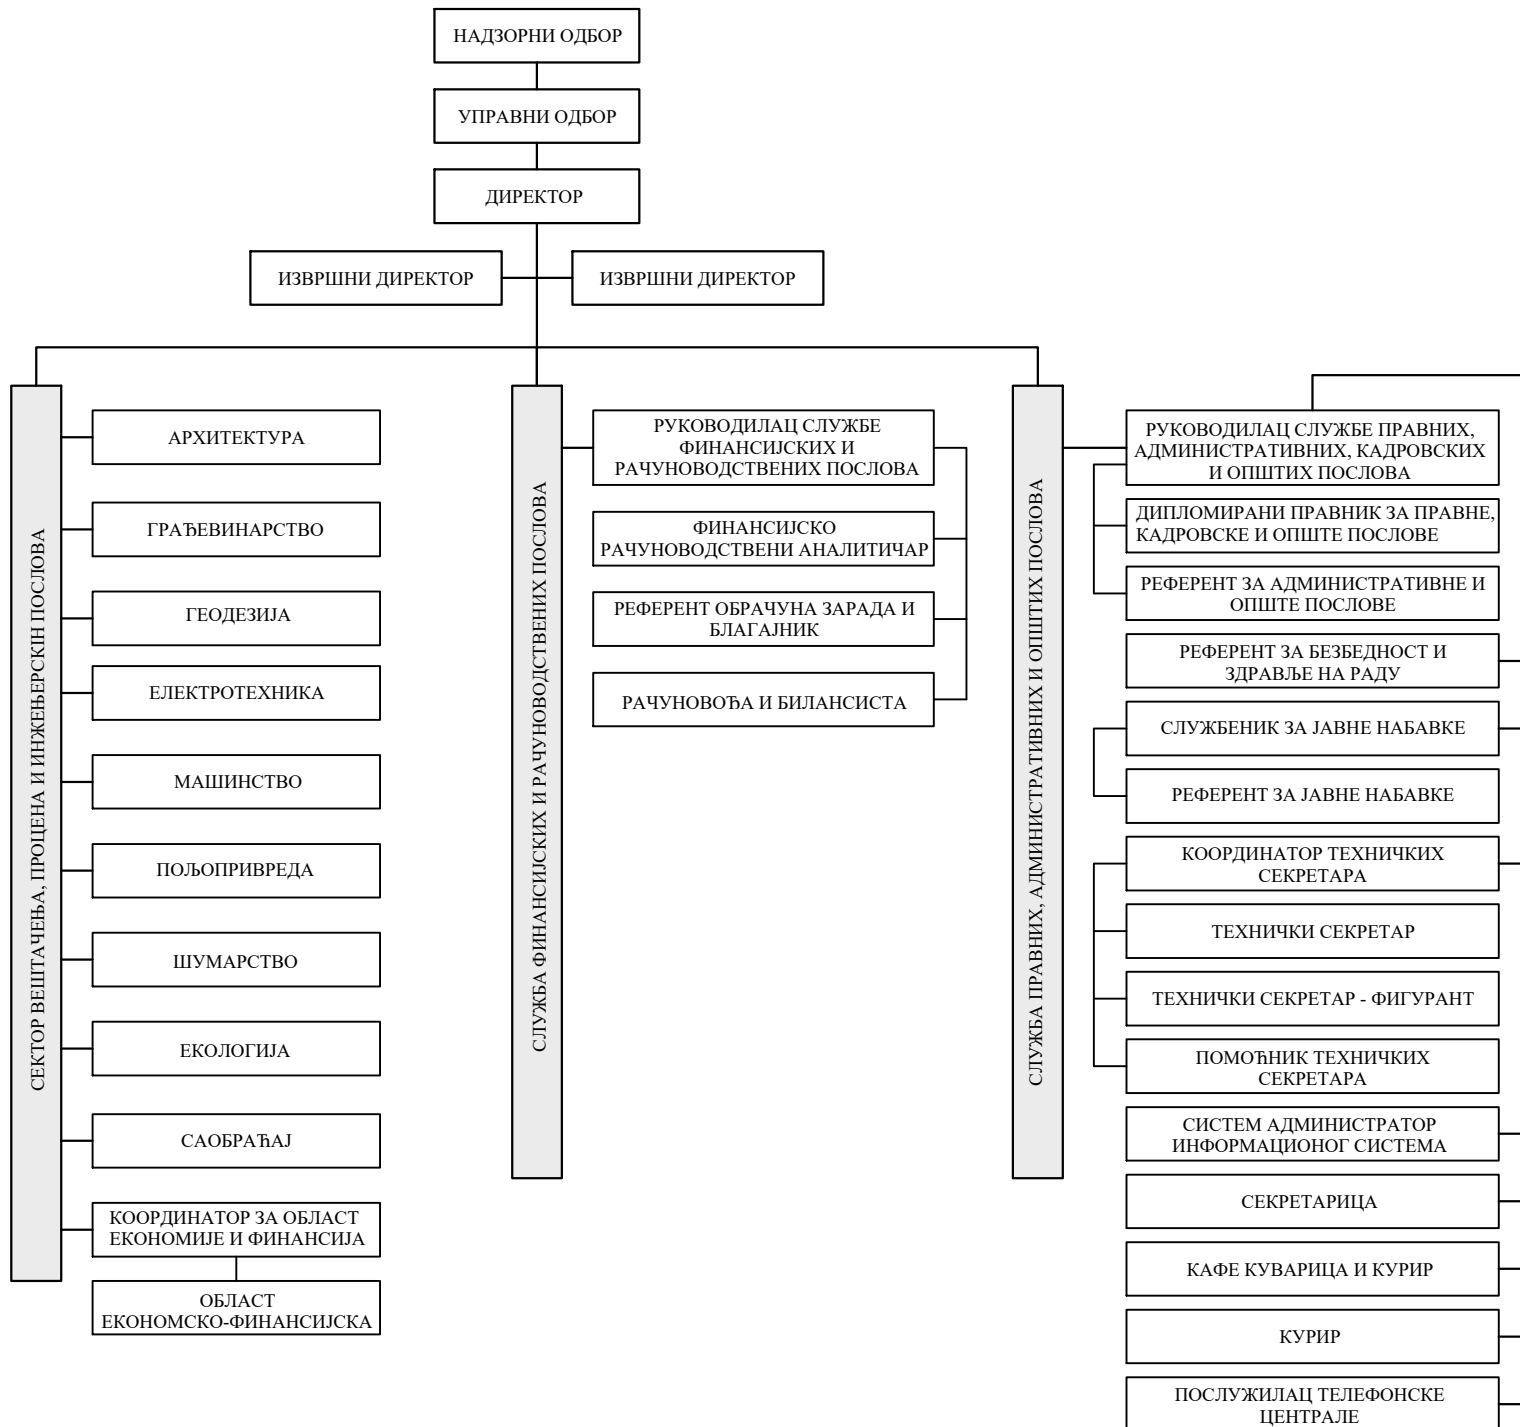 НАДЗОРНИ ОДБОР
УПРАВНИ ОДБОР
ДИРЕКТОР
ИЗВРШНИ ДИРЕКТОР
ИЗВРШНИ ДИРЕКТОР
СЕКТОР ВЕШТАЧЕЊА, ПРОЦЕНА И ИНЖЕЊЕРСКІН ПОСЛОВА
АРХИТЕКТУРА
ГРАЂЕВИНАРСТВО
ГЕОДЕЗИЈА
ЕЛЕКТРОТЕХНИКА
МАШИНСТВО
ПОЉОПРИВРЕДА
ШУМАРСТВО
ЕКОЛОГИЈА
САОБРАЋАЈ
КООРДИНАТОР ЗА ОБЛАСТ
ЕКОНОМИЈЕ И ФИНАНСИЈА
ОБЛАСТ
ЕКОНОМСКО-ФИНАНСИЈСКА
СЛУЖБА ФИНАНСИЈСКИХ И РАЧУНОВОДСТВЕНИХ ПОСЛОВА
РУКОВОДИЛАЦ СЛУЖБЕ
ФИНАНСИЈСКИХ И
РАЧУНОВОДСТВЕНИХ ПОСЛОВА
ФИНАНСИЈСКО
РАЧУНОВОДСТВЕНИ АНАЛИТИЧАР
РЕФЕРЕНТ ОБРАЧУНА ЗАРАДА И
БЛАГАЈНИК
РАЧУНОВОЂА И БИЛАНСИСТА
СЛУЖБА ПРАВНИХ, АДМИНИСТРАТИВНИХ И ОПШТИХ ПОСЛОВА
РУКОВОДИЛАЦ СЛУЖБЕ ПРАВНИХ,
АДМИНИСТРАТИВНИХ, КАДРОВСКИХ
И ОПШТИХ ПОСЛОВА
ДИПЛОМИРАНИ ПРАВНИК ЗА ПРАВНЕ,
КАДРОВСКЕ И ОПШТЕ ПОСЛОВЕ
РЕФЕРЕНТ ЗА АДМИНИСТРАТИВНЕ И
ОПШТЕ ПОСЛОВЕ
РЕФЕРЕНТ ЗА БЕЗБЕДНОСТ И
ЗДРАВЉЕ НА РАДУ
СЛУЖБЕНИК ЗА ЈАВНЕ НАБАВКЕ
РЕФЕРЕНТ ЗА ЈАВНЕ НАБАВКЕ
КООРДИНАТОР ТЕХНИЧКИХ
СЕКРЕТАРА
ТЕХНИЧКИ СЕКРЕТАР
ТЕХНИЧКИ СЕКРЕТАР - ФИГУРАНТ
ПОМОЋНИК ТЕХНИЧКИХ
СЕКРЕТАРА
СИСТЕМ АДМИНИСТРАТОР
ИНФОРМАЦИОНОГ СИСТЕМА
СЕКРЕТАРИЦА
КАФЕ КУВАРИЦА И КУРИР
КУРИР
ПОСЛУЖИЛАЦ ТЕЛЕФОНСКЕ
ЦЕНТРАЛЕ